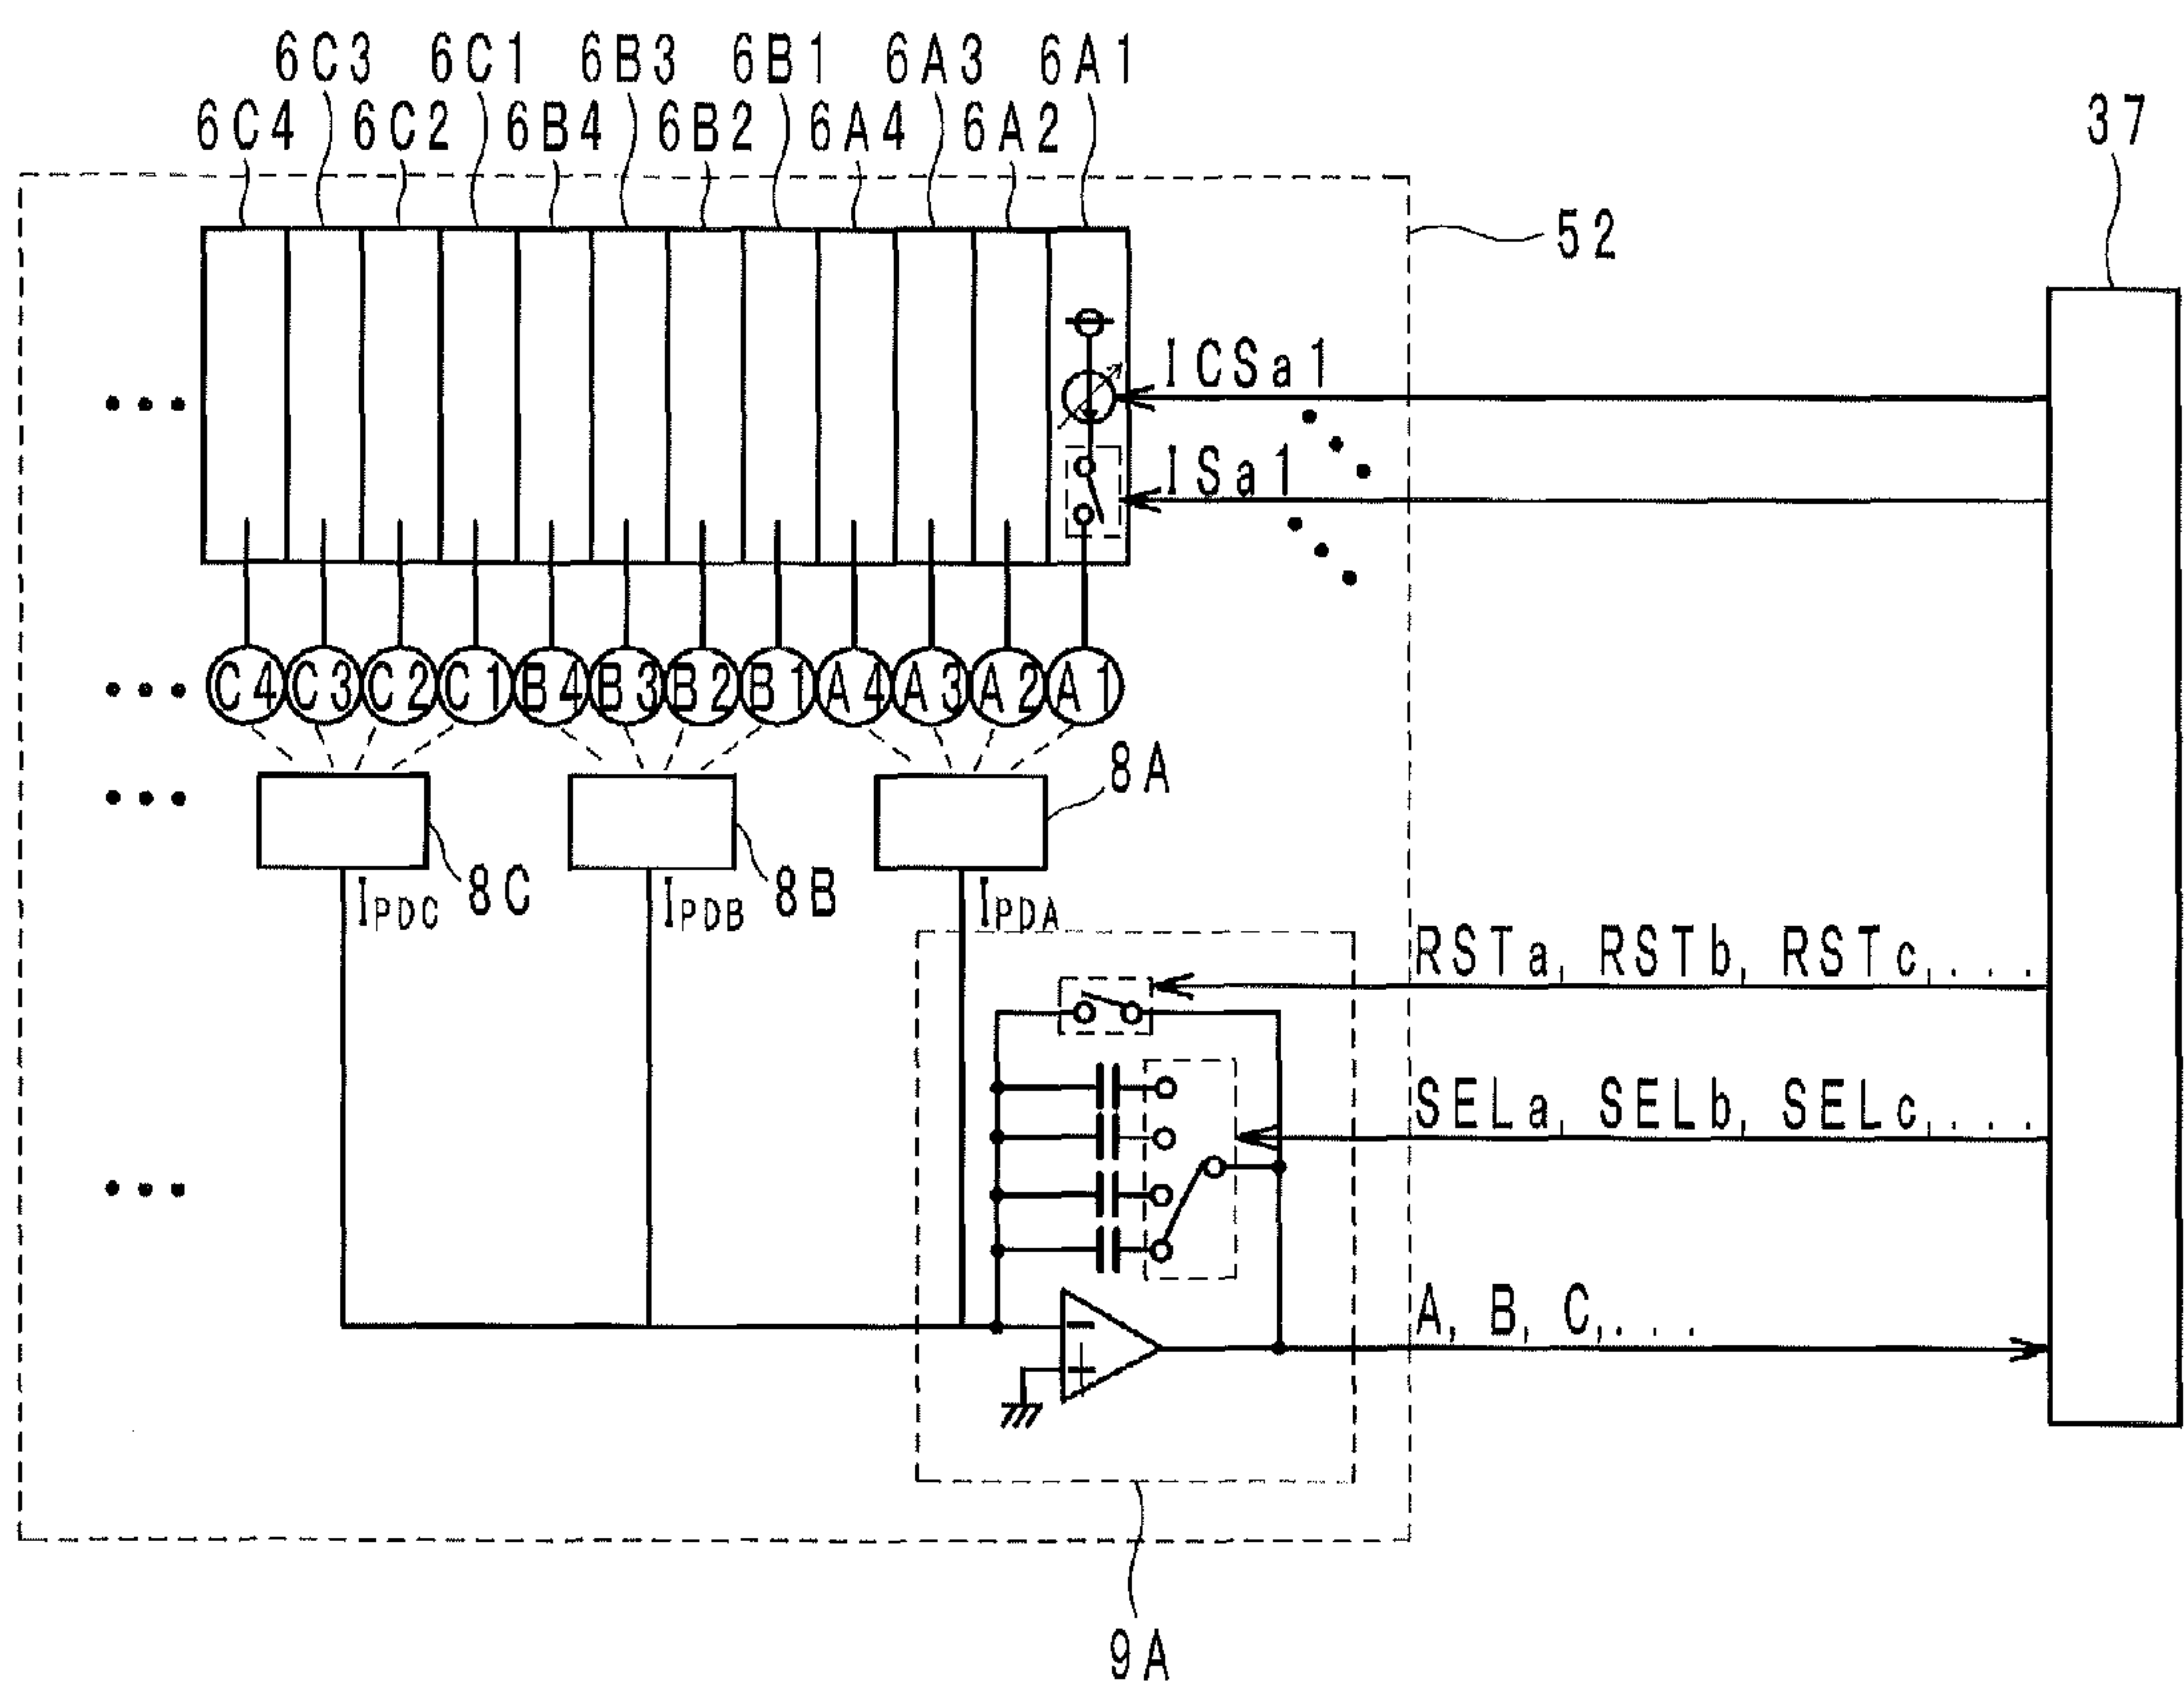 6C3 6C1 6B3 6B1 6A3 6A1
6C4 6C2 6B4 6B2 6A4 6A2
37
52
ICSa1
ISa1
C4 C3 C2 C1 B4 B3 B2 B1 A4 A3 A2 A1
8A
8C
8B
IPDC
IPDB
IPDA
RSTa, RSTb, RSTc, ...
SELa, SELb, SELc, ...
A, B, C, ...
9A